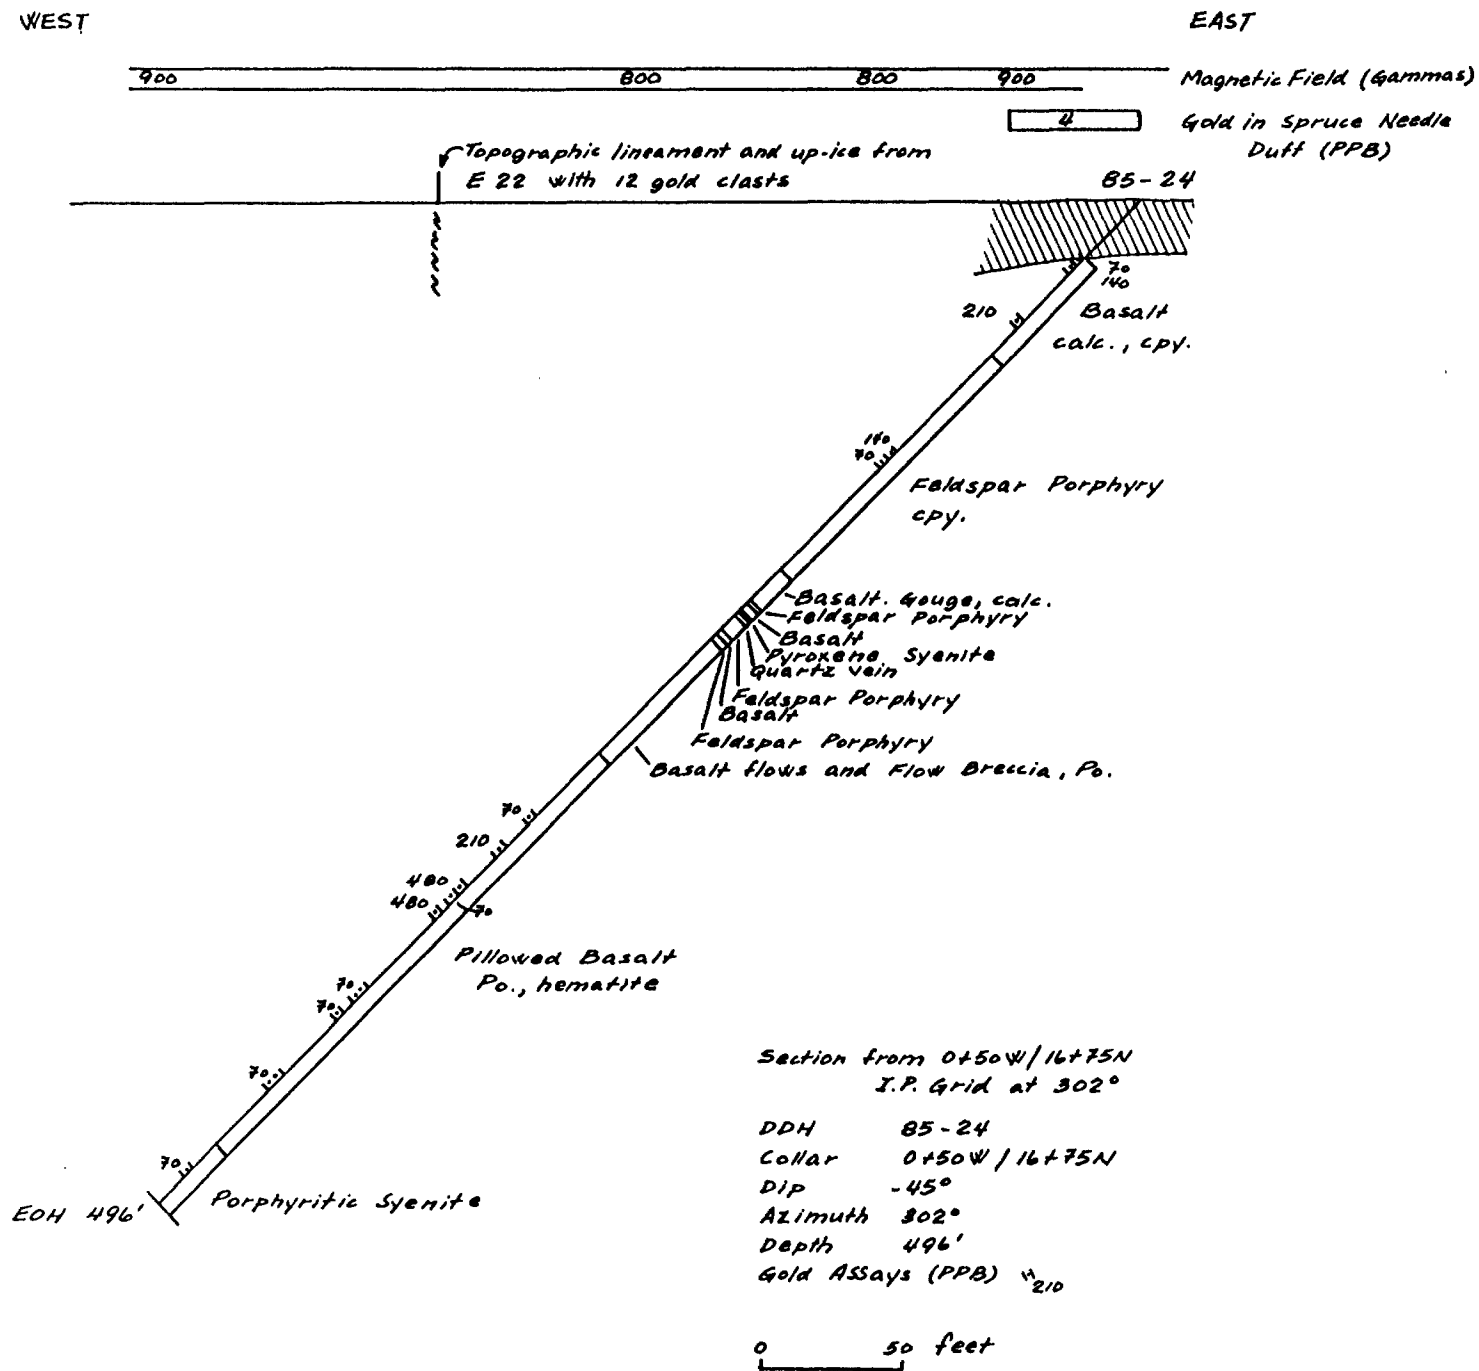 WEST
EAST
900 800 800 900 Magnetic Field (Gammas)
4 Gold in Spruce Needle
Duff (PPB)
Topographic lineament and up-ice from
E 22 with 12 gold clasts
85-24
70
140
210
Basalt
calc., cpy.
140
70
Feldspar Porphyry
cpy.
Basalt. Gouge, calc.
Feldspar Porphyry
Basalt
Pyroxene Syenite
Quartz vein
Feldspar Porphyry
Basalt
Feldspar Porphyry
Basalt flows and Flow Breccia, Po.
70
210
480
480
70
Pillowed Basalt
Po., hematite
70
70
70
70
Porphyritic Syenite
EOH 496'
Section from 0+50W/16+75N
I.P. Grid at 302°
DDH 85-24
Collar 0+50W/16+75N
Dip -45°
Azimuth 302°
Depth 496'
Gold Assays (PPB) 210
0 50 feet